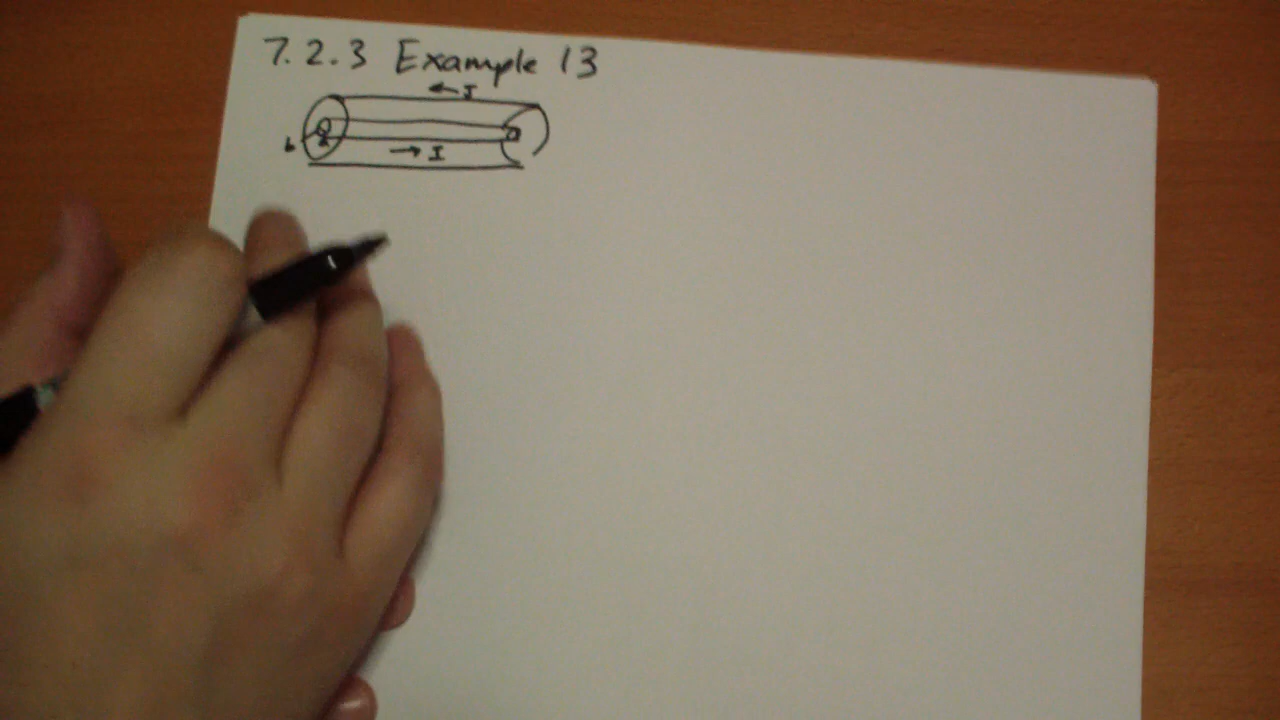 7.2.3 Example 13
← I
b a
→ I